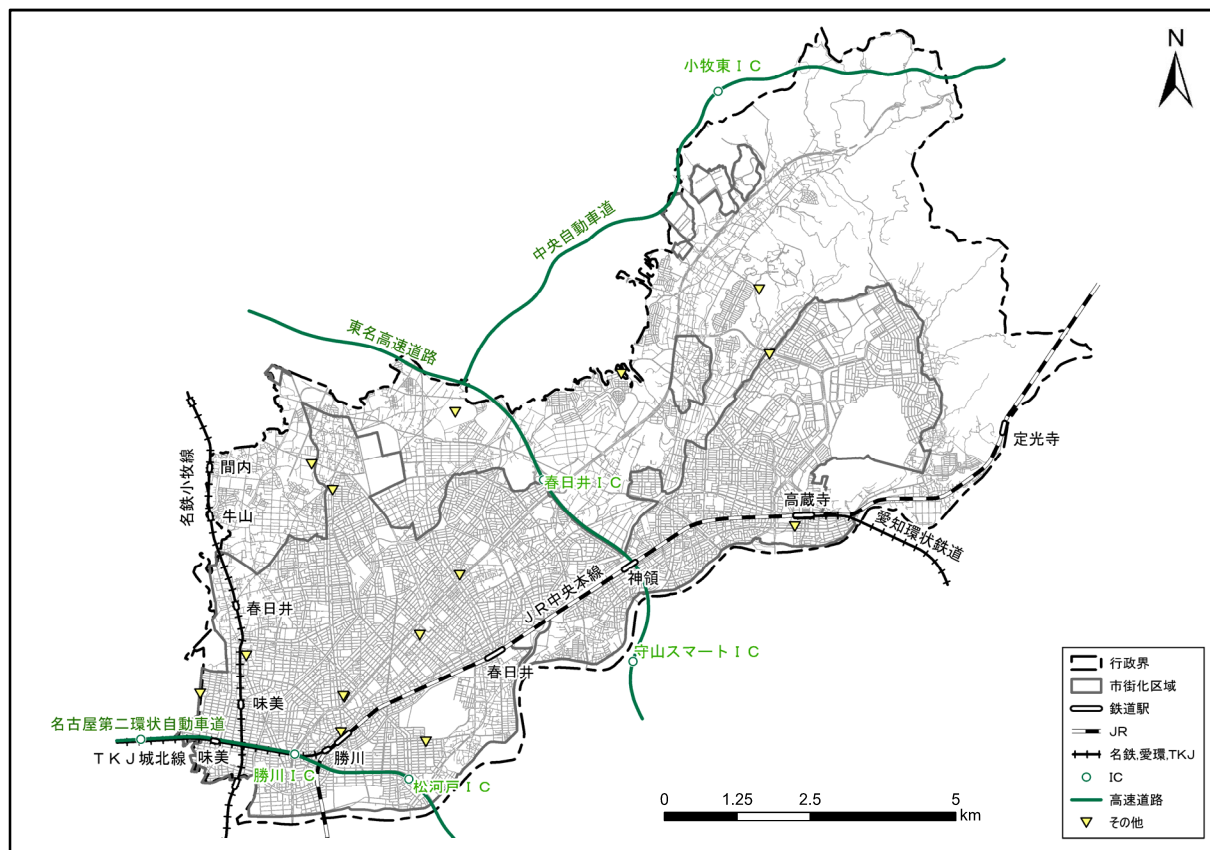 N
小牧東ＩＣ
中央自動車道
東名高速道路
名鉄小牧線
間内
牛山
春日井ＩＣ
定光寺
高蔵寺
愛知環状鉄道
神領
ＪＲ中央本線
春日井
守山スマートＩＣ
春日井
味美
名古屋第二環状自動車道
ＴＫＪ城北線
味美
勝川
勝川ＩＣ
松河戸ＩＣ
0 1.25 2.5 5
km
行政界
市街化区域
鉄道駅
JR
名鉄,愛環,TKJ
IC
高速道路
その他